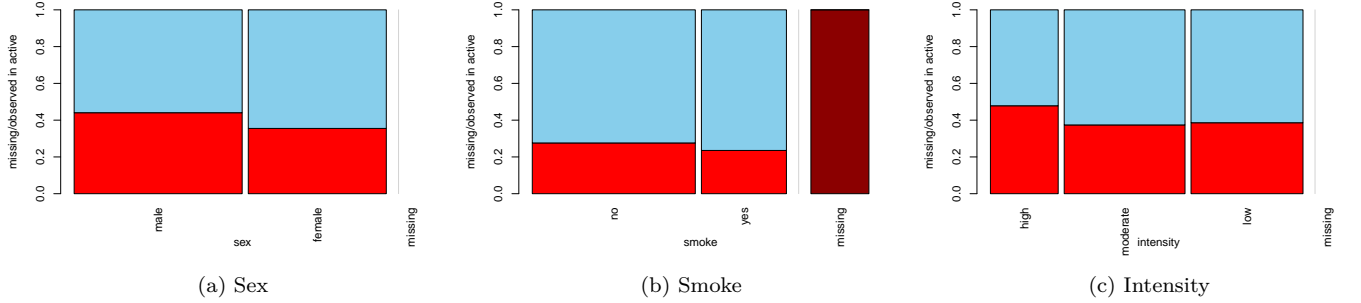 missing/observed in active
0.0 0.2 0.4 0.6 0.8 1.0
male
female
missing
sex
(a) Sex
missing/observed in active
0.0 0.2 0.4 0.6 0.8 1.0
no
yes
missing
smoke
(b) Smoke
missing/observed in active
0.0 0.2 0.4 0.6 0.8 1.0
high
moderate
low
missing
intensity
(c) Intensity